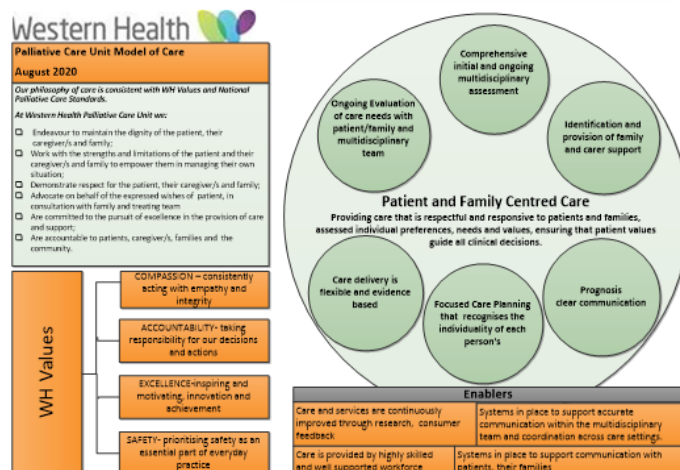 Western Health
Palliative Care Unit Model of Care
August 2020
Our philosophy of care is consistent with WH Values and National
Palliative Care Standards.
At Western Health Palliative Care Unit we:
Endeavour to maintain the dignity of the patient, their
caregiver/s and family;
Work with the strengths and limitations of the patient and their
caregiver/s and family to empower them in managing their own
situation;
Demonstrate respect for the patient, their caregiver/s and family;
Advocate on behalf of the expressed wishes of patient, in
consultation with family and treating team
Are committed to the pursuit of excellence in the provision of care
and support;
Are accountable to patients, caregiver/s, families and the
community.
WH Values
COMPASSION – consistently
acting with empathy and
integrity
ACCOUNTABILITY- taking
responsibility for our decisions
and actions
EXCELLENCE-inspiring and
motivating, innovation and
achievement
SAFETY- prioritising safety as an
essential part of everyday
practice
Comprehensive
initial and ongoing
multidisciplinary
assessment
Ongoing Evaluation
of care needs with
patient/family and
multidisciplinary
team
Identification and
provision of family
and carer support
Patient and Family Centred Care
Providing care that is respectful and responsive to patients and families,
assessed individual preferences, needs and values, ensuring that patient values
guide all clinical decisions.
Care delivery is
flexible and evidence
based
Focused Care Planning
that recognises the
individuality of each
person's
Prognosis
clear communication
Enablers
Care and services are continuously
improved through research, consumer
feedback
Systems in place to support accurate
communication within the multidisciplinary
team and coordination across care settings.
Care is provided by highly skilled
and well supported workforce
Systems in place to support communication with
patients, their families